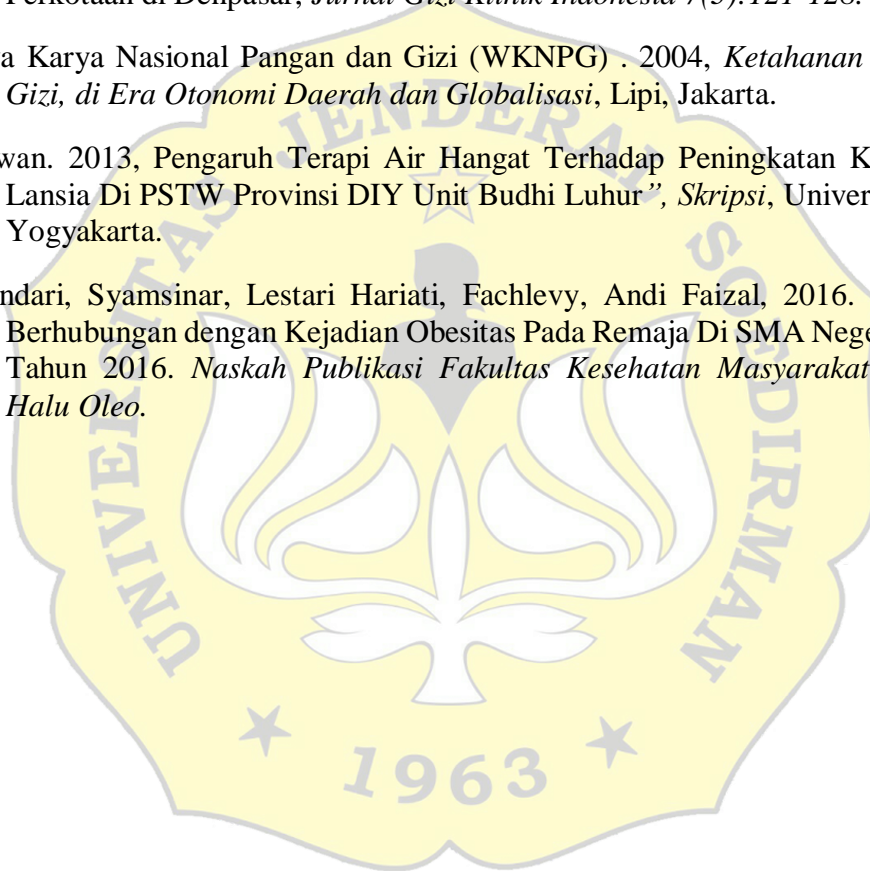 Perkotaan di Denpasar, Jurnal Gizi Klinik Indonesia 7(3):121-128.
a Karya Nasional Pangan dan Gizi (WKNPG) . 2004, Ketahanan
Gizi, di Era Otonomi Daerah dan Globalisasi, Lipi, Jakarta.
wan. 2013, Pengaruh Terapi Air Hangat Terhadap Peningkatan K
Lansia Di PSTW Provinsi DIY Unit Budhi Luhur”, Skripsi, Univer
Yogyakarta.
ndari, Syamsinar, Lestari Hariati, Fachlevy, Andi Faizal, 2016.
Berhubungan dengan Kejadian Obesitas Pada Remaja Di SMA Nege
Tahun 2016. Naskah Publikasi Fakultas Kesehatan Masyarakat
Halu Oleo.
UNIVERSITAS JENDERAL SOEDIRMAN
1963